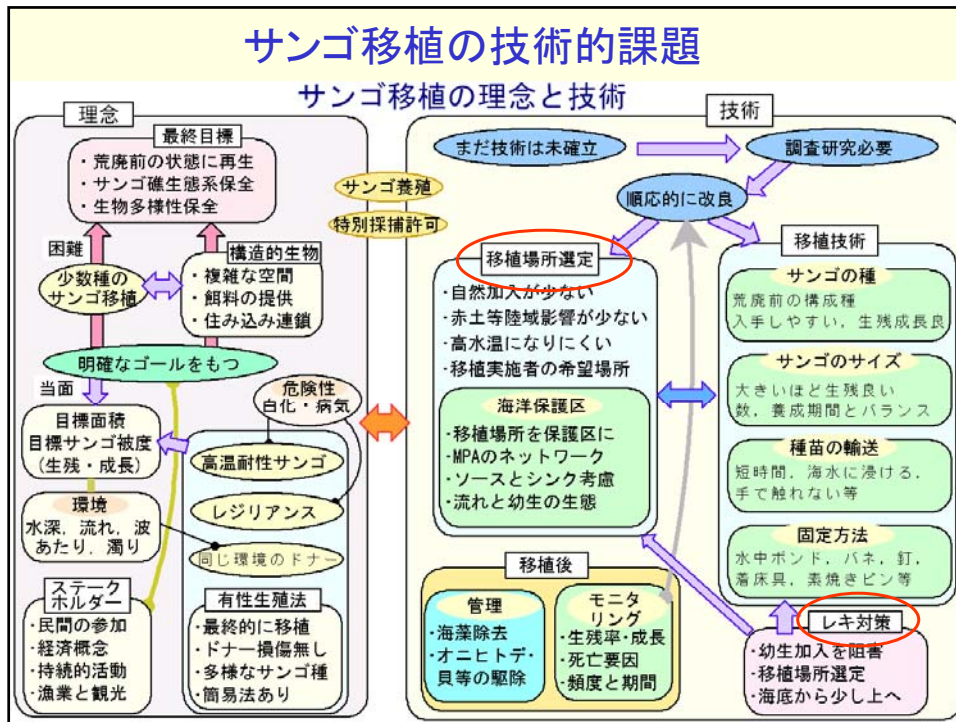 サンゴ移植の技術的課題
サンゴ移植の理念と技術
理念
最終目標
・荒廃前の状態に再生
・サンゴ礁生態系保全
・生物多様性保全
困難
少数種の
サンゴ移植
構造的生物
・複雑な空間
・餌料の提供
・住み込み連鎖
明確なゴールをもつ
当面
目標面積
目標サンゴ被度
(生残・成長)
環境
水深，流れ，波
あたり，濁り
ステーク
ホルダー
・民間の参加
・経済概念
・持続的活動
・漁業と観光
危険性
白化・病気
高温耐性サンゴ
レジリアンス
同じ環境のドナー
有性生殖法
・最終的に移植
・ドナー損傷無し
・多様なサンゴ種
・簡易法あり
サンゴ養殖
特別採捕許可
技術
まだ技術は未確立
調査研究必要
順応的に改良
移植場所選定
・自然加入が少ない
・赤土等陸域影響が少ない
・高水温になりにくい
・移植実施者の希望場所
海洋保護区
・移植場所を保護区に
・MPAのネットワーク
・ソースとシンク考慮
・流れと幼生の生態
移植技術
サンゴの種
荒廃前の構成種
入手しやすい，生残成長良
サンゴのサイズ
大きいほど生残良い
数，養成期間とバランス
種苗の輸送
短時間，海水に浸ける，
手で触れない等
固定方法
水中ボンド，バネ，釘，
着床具，素焼きピン等
移植後
管理
・海藻除去
・オニヒトデ・
貝等の駆除
モニタ
リング
・生残率・成長
・死亡要因
・頻度と期間
レキ対策
・幼生加入を阻害
・移植場所選定
・海底から少し上へ